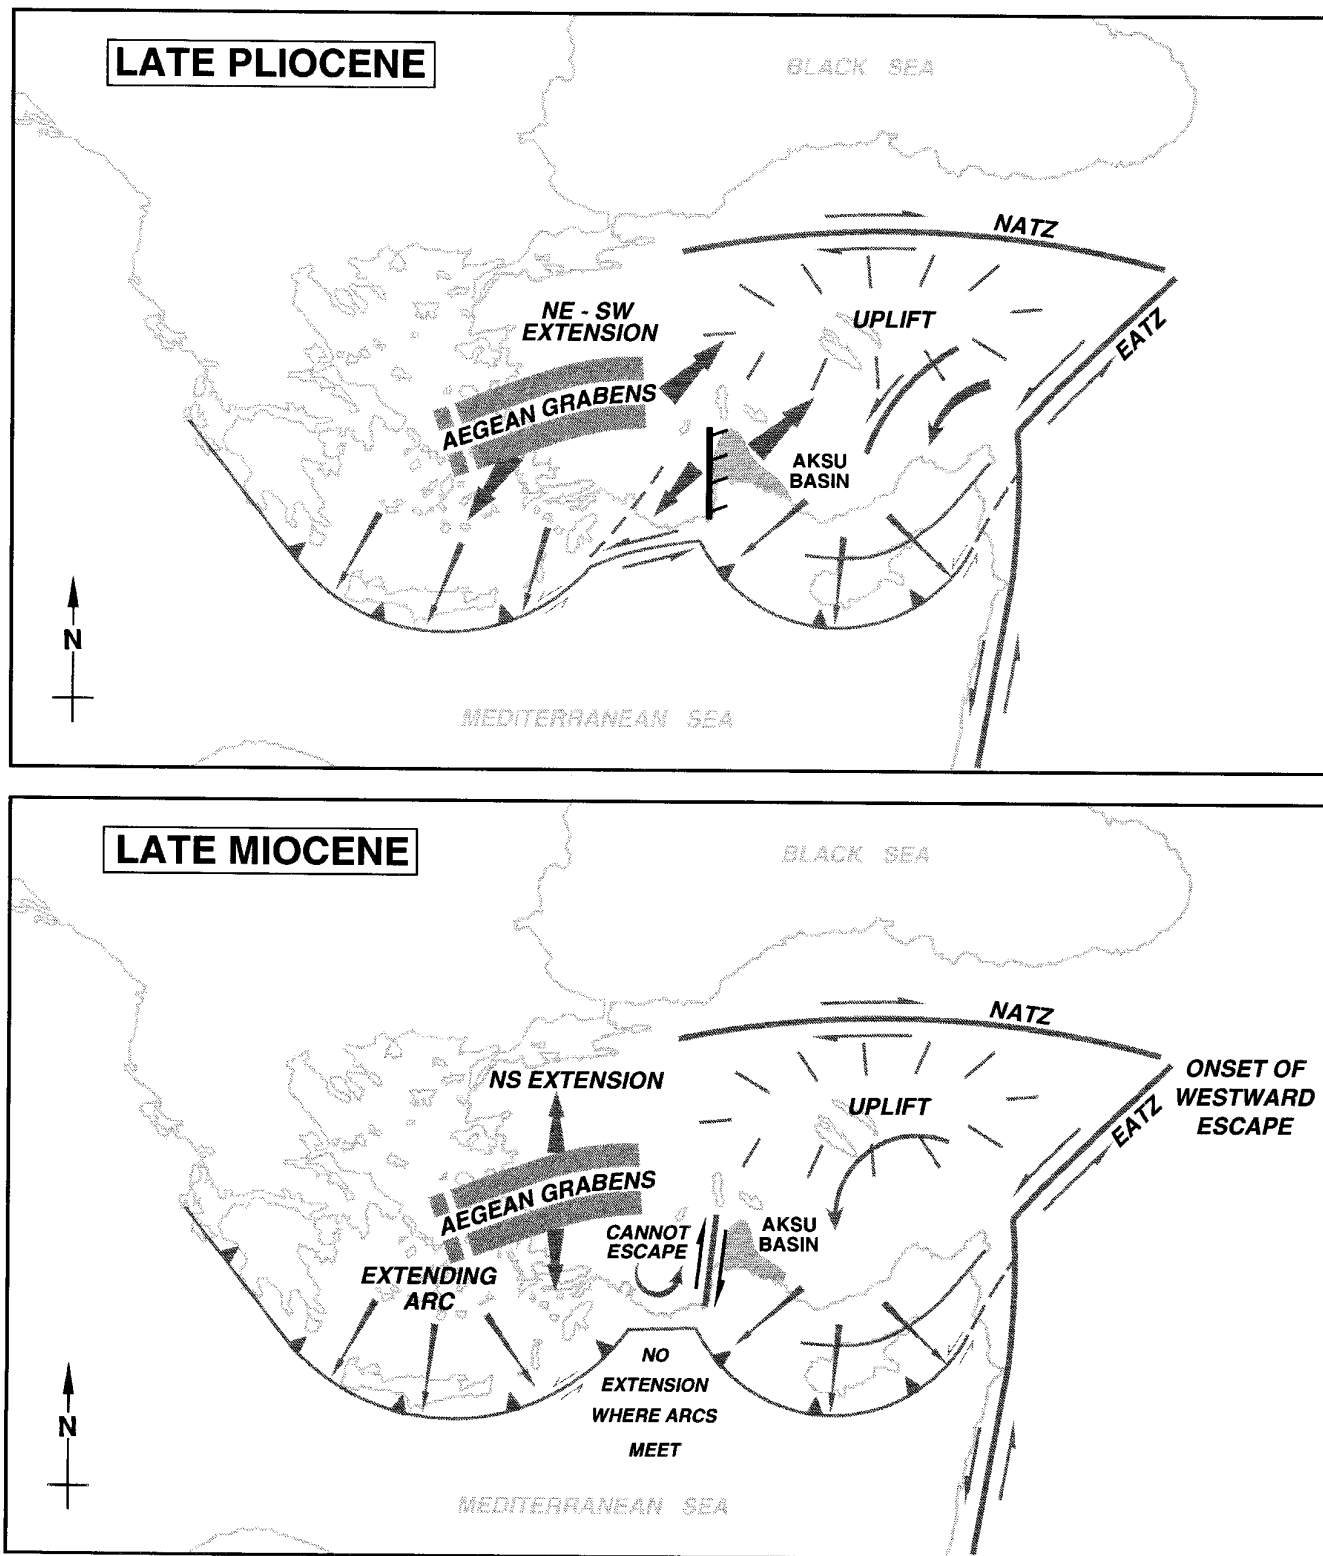 LATE PLIOCENE
BLACK SEA
NATZ
NE - SW
EXTENSION
UPLIFT
EATZ
AEGEAN GRABENS
AKSU
BASIN
N
MEDITERRANEAN SEA
LATE MIOCENE
BLACK SEA
NATZ
NS EXTENSION
UPLIFT
EATZ
ONSET OF
WESTWARD
ESCAPE
AEGEAN GRABENS
CANNOT
ESCAPE
AKSU
BASIN
EXTENDING
ARC
NO
EXTENSION
WHERE ARCS
MEET
N
MEDITERRANEAN SEA